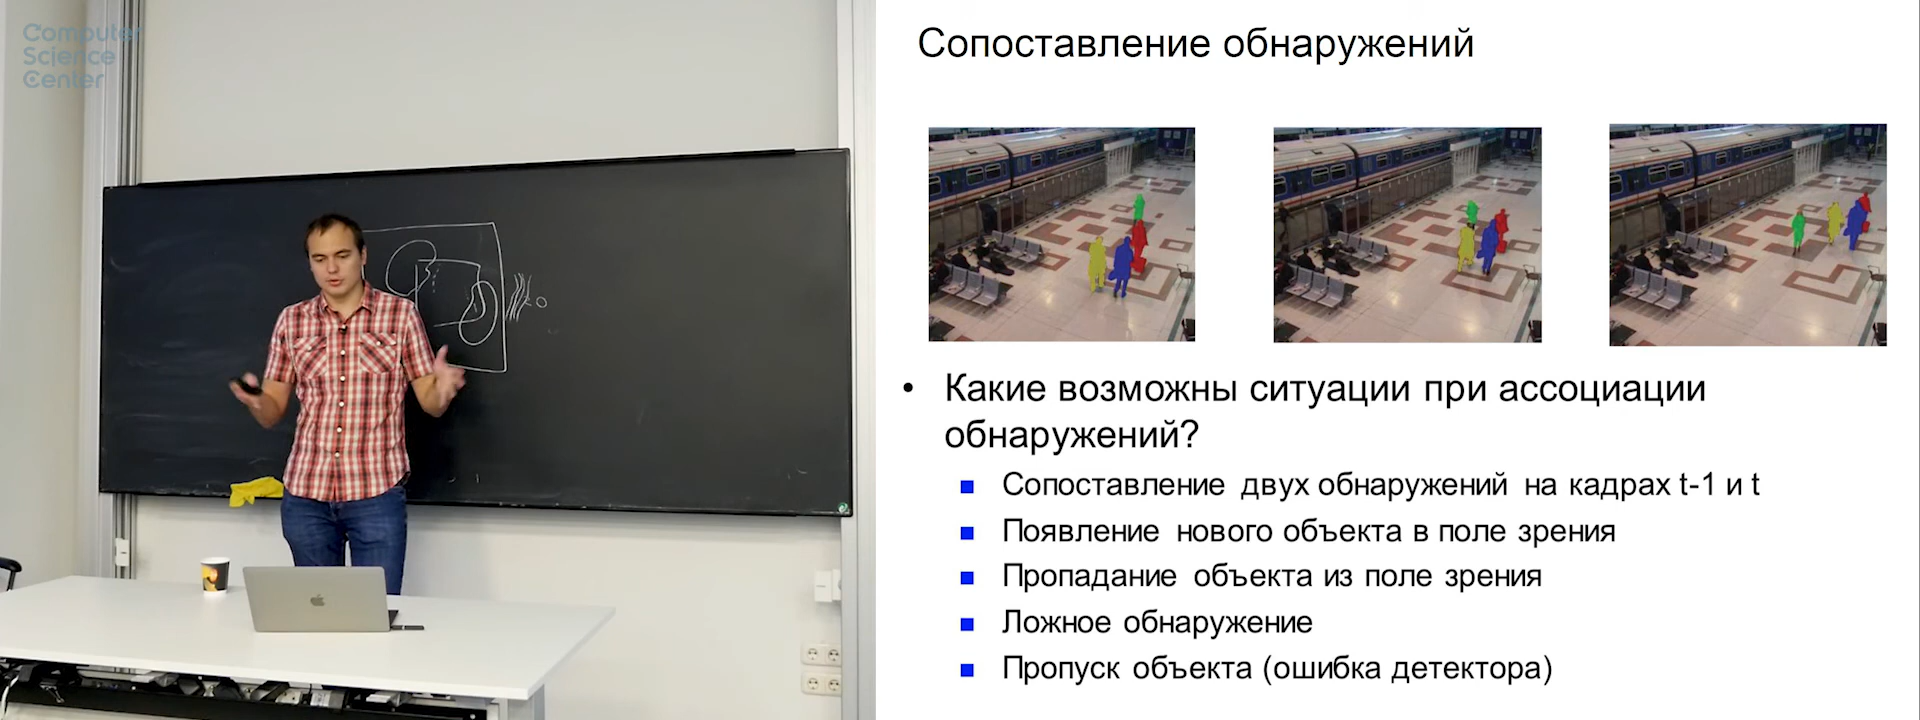 Computer
Science
Center
Сопоставление обнаружений
• Какие возможны ситуации при ассоциации
обнаружений?
Сопоставление двух обнаружений на кадрах t-1 и t
Появление нового объекта в поле зрения
Пропадание объекта из поле зрения
Ложное обнаружение
Пропуск объекта (ошибка детектора)